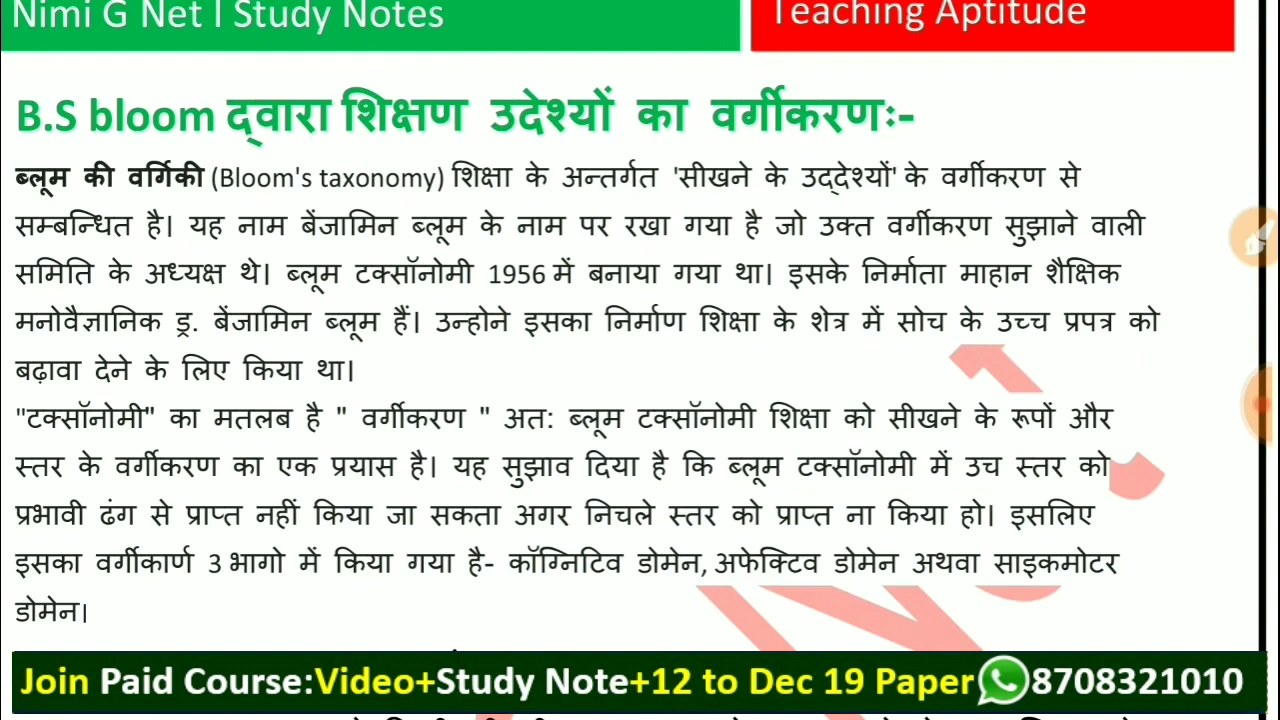 Nimi G Net I Study Notes
Teaching Aptitude
B.S bloom द्वारा शिक्षण उदेश्यों का वर्गीकरणः-
ब्लूम की वर्गिकी (Bloom's taxonomy) शिक्षा के अन्तर्गत 'सीखने के उद्देश्यों' के वर्गीकरण से
सम्बन्धित है। यह नाम बेंजामिन ब्लूम के नाम पर रखा गया है जो उक्त वर्गीकरण सुझाने वाली
समिति के अध्यक्ष थे। ब्लूम टक्सॉनोमी 1956 में बनाया गया था। इसके निर्माता माहान शैक्षिक
मनोवैज्ञानिक ड्र. बेंजामिन ब्लूम हैं। उन्होने इसका निर्माण शिक्षा के शेत्र में सोच के उच्च प्रपत्र को
बढ़ावा देने के लिए किया था।
"टक्सॉनोमी" का मतलब है " वर्गीकरण " अत: ब्लूम टक्सॉनोमी शिक्षा को सीखने के रूपों और
स्तर के वर्गीकरण का एक प्रयास है। यह सुझाव दिया है कि ब्लूम टक्सॉनोमी में उच स्तर को
प्रभावी ढंग से प्राप्त नहीं किया जा सकता अगर निचले स्तर को प्राप्त ना किया हो। इसलिए
इसका वर्गीकार्ण 3 भागो में किया गया है- कॉग्निटिव डोमेन, अफेक्टिव डोमेन अथवा साइकमोटर
डोमेन।
Join Paid Course:Video+Study Note+12 to Dec 19 Paper 8708321010